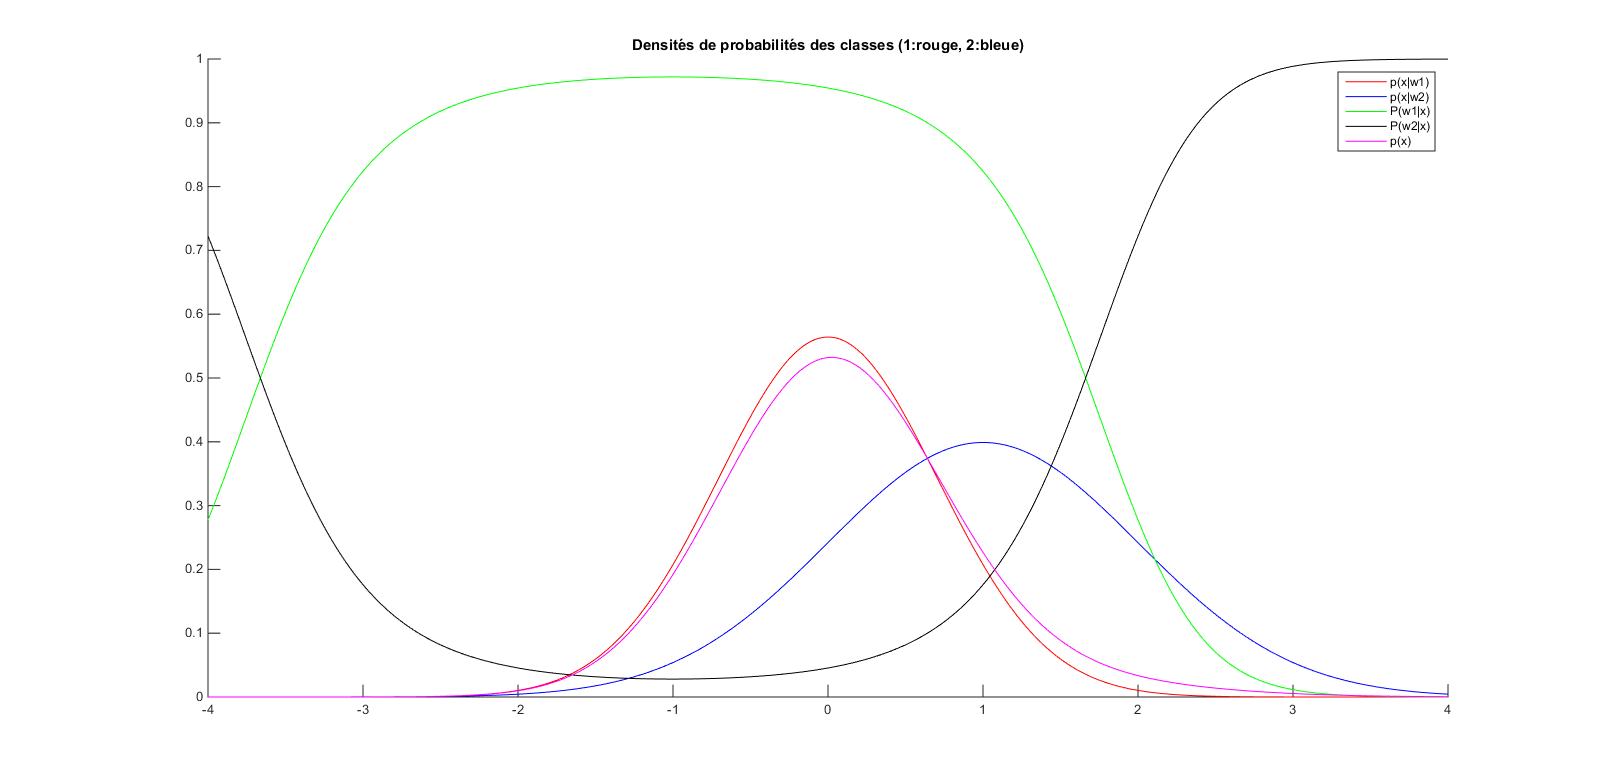 Densités de probabilités des classes (1:rouge, 2:bleue)
1
0.9
0.8
0.7
0.6
0.5
0.4
0.3
0.2
0.1
0
-4 -3 -2 -1 0 1 2 3 4
p(x|w1)
p(x|w2)
P(w1|x)
P(w2|x)
p(x)